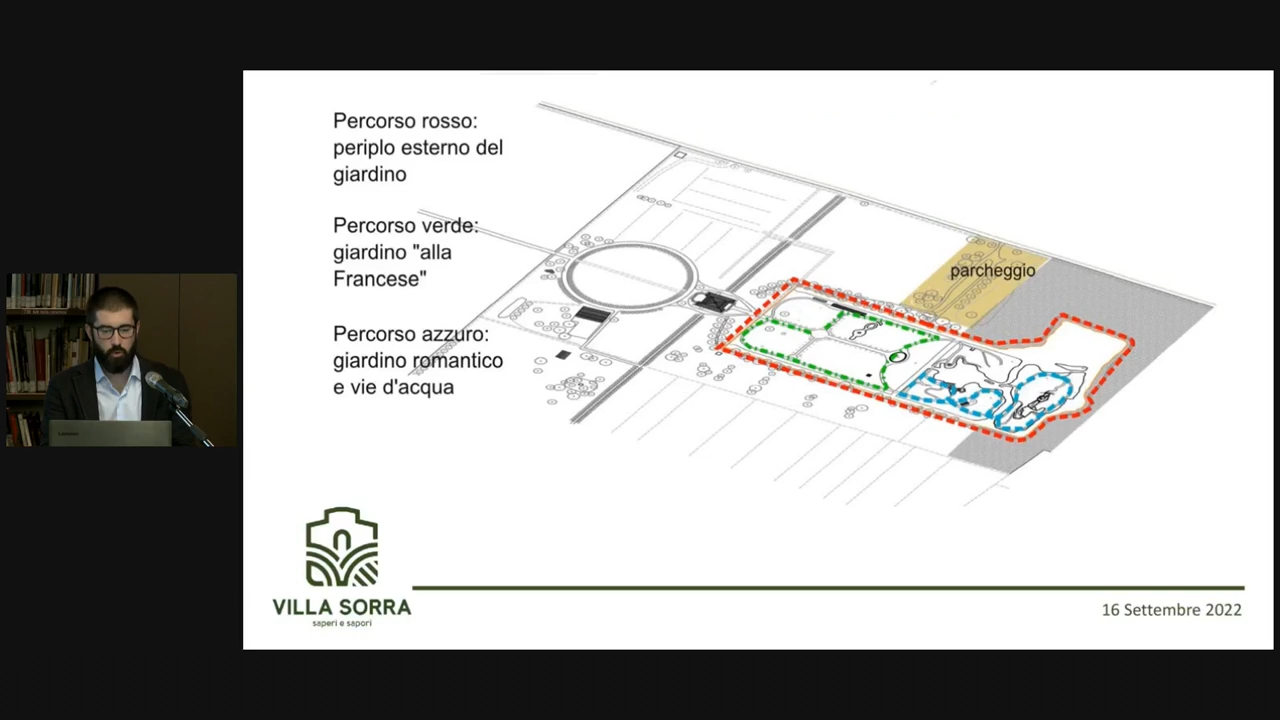 Percorso rosso:
periplo esterno del
giardino
Percorso verde:
giardino "alla
Francese"
Percorso azzuro:
giardino romantico
e vie d'acqua
parcheggio
VILLA SORRA
saperi e sapori
16 Settembre 2022
Lenovo